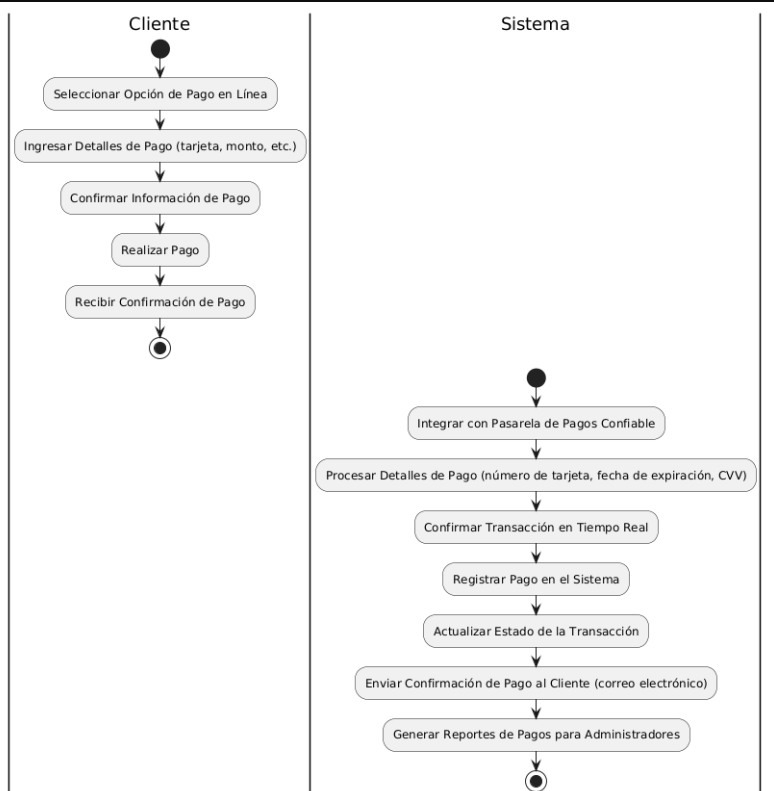 Cliente
Sistema
Seleccionar Opción de Pago en Línea
Ingresar Detalles de Pago (tarjeta, monto, etc.)
Confirmar Información de Pago
Realizar Pago
Recibir Confirmación de Pago
Integrar con Pasarela de Pagos Confiable
Procesar Detalles de Pago (número de tarjeta, fecha de expiración, CVV)
Confirmar Transacción en Tiempo Real
Registrar Pago en el Sistema
Actualizar Estado de la Transacción
Enviar Confirmación de Pago al Cliente (correo electrónico)
Generar Reportes de Pagos para Administradores